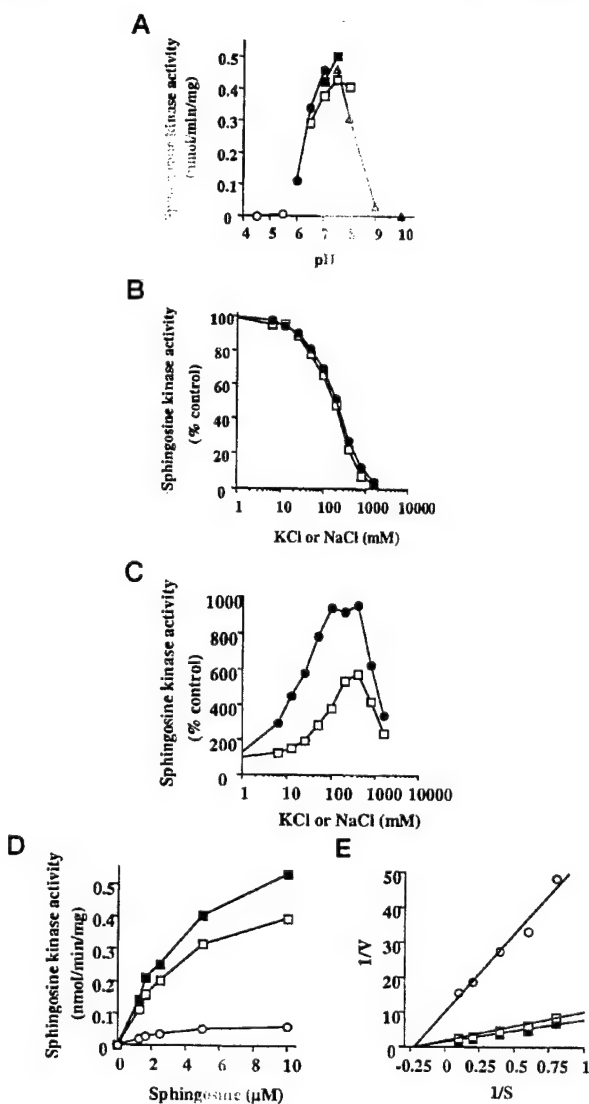 A
kinase activity
(nmol/min/mg)
0.5
0.4
0.3
0.2
0.1
0
4 5 6 7 8 9 10
pH
B
Sphingosine kinase activity
(% control)
100
80
60
40
20
0
1 10 100 1000 10000
KCl or NaCl (mM)
C
Sphingosine kinase activity
(% control)
1000
800
600
400
200
0
1 10 100 1000 10000
KCl or NaCl (mM)
D
Sphingosine kinase activity
(nmol/min/mg)
0.5
0.4
0.3
0.2
0.1
0
0 2 4 6 8 10
Sphingosine (µM)
E
1/V
50
40
30
20
10
0
-0.25 0 0.25 0.5 0.75 1
1/S